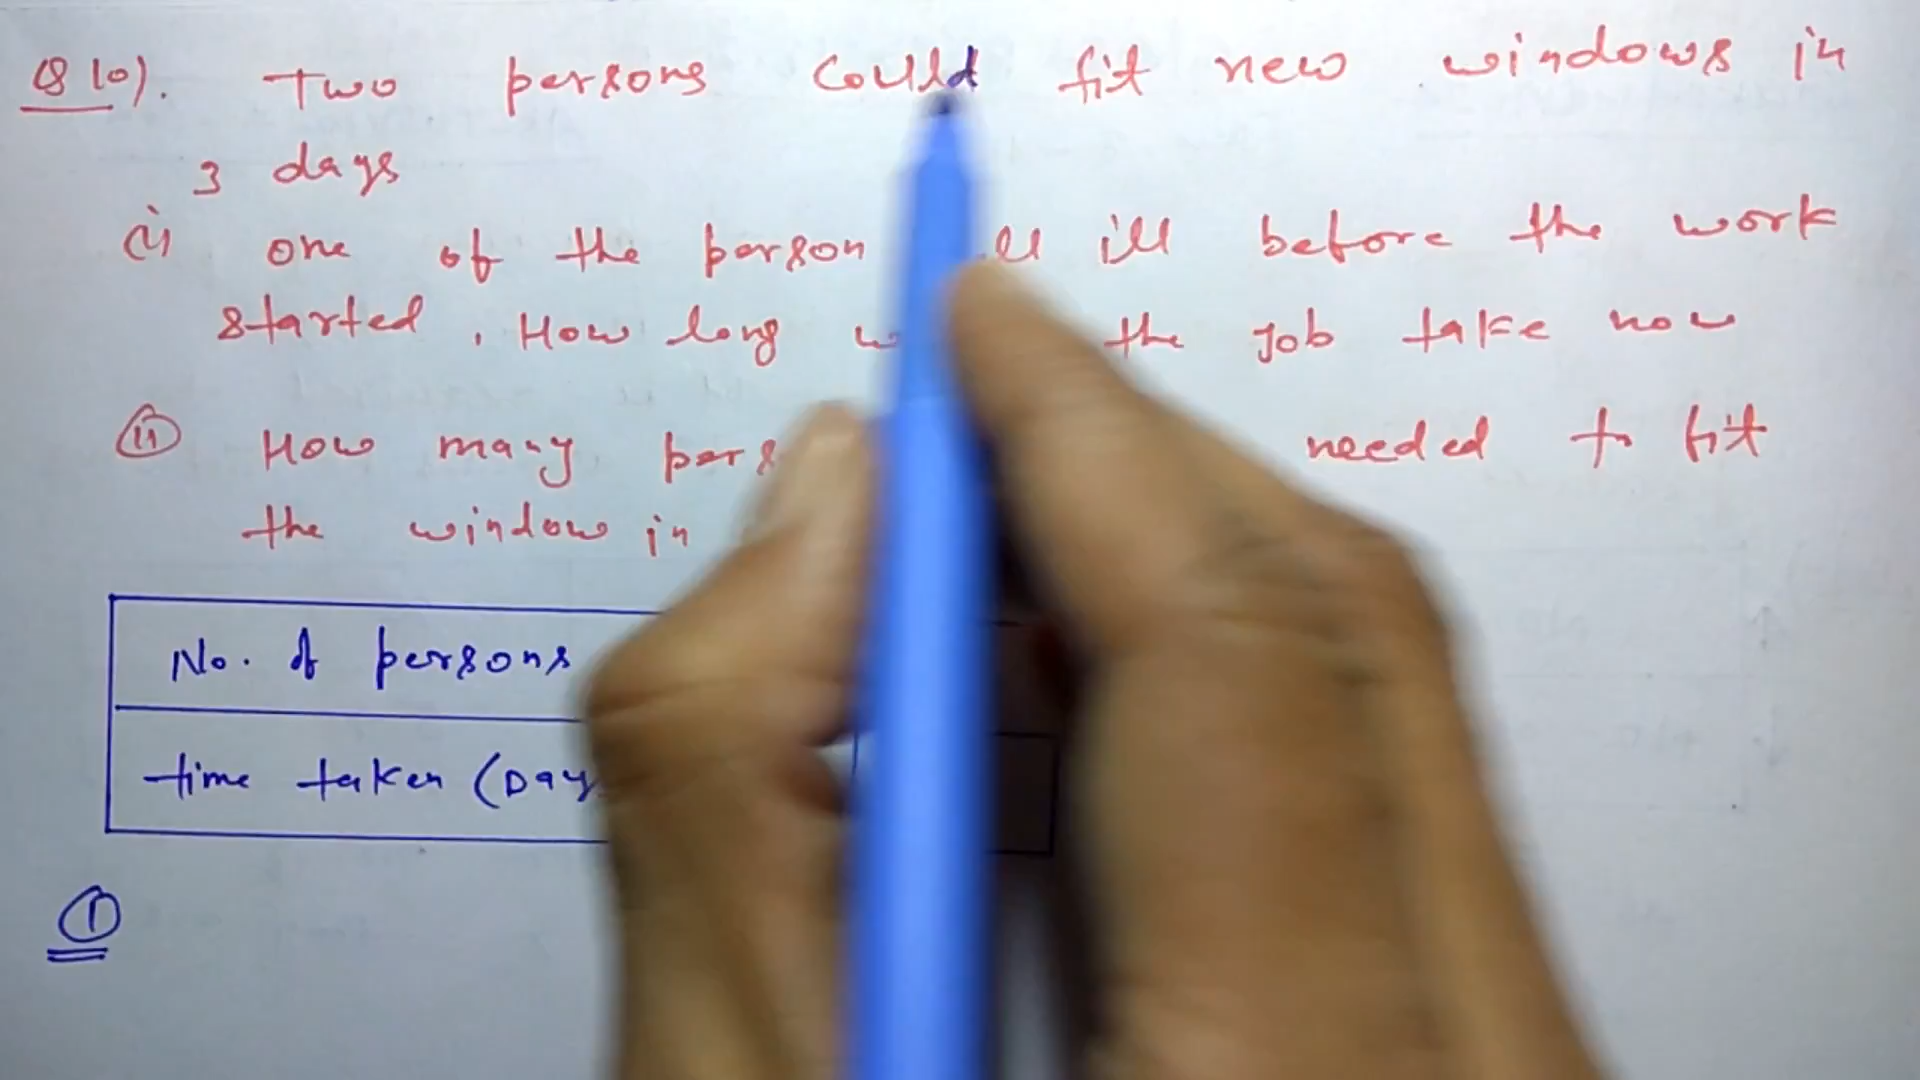 Q10). Two persons could fit new windows in
3 days
(i) one of the person ill before the work
started. How long the job take now
(ii) How many needed to fit
the window in
No. of persons
time taken (Day
(1)